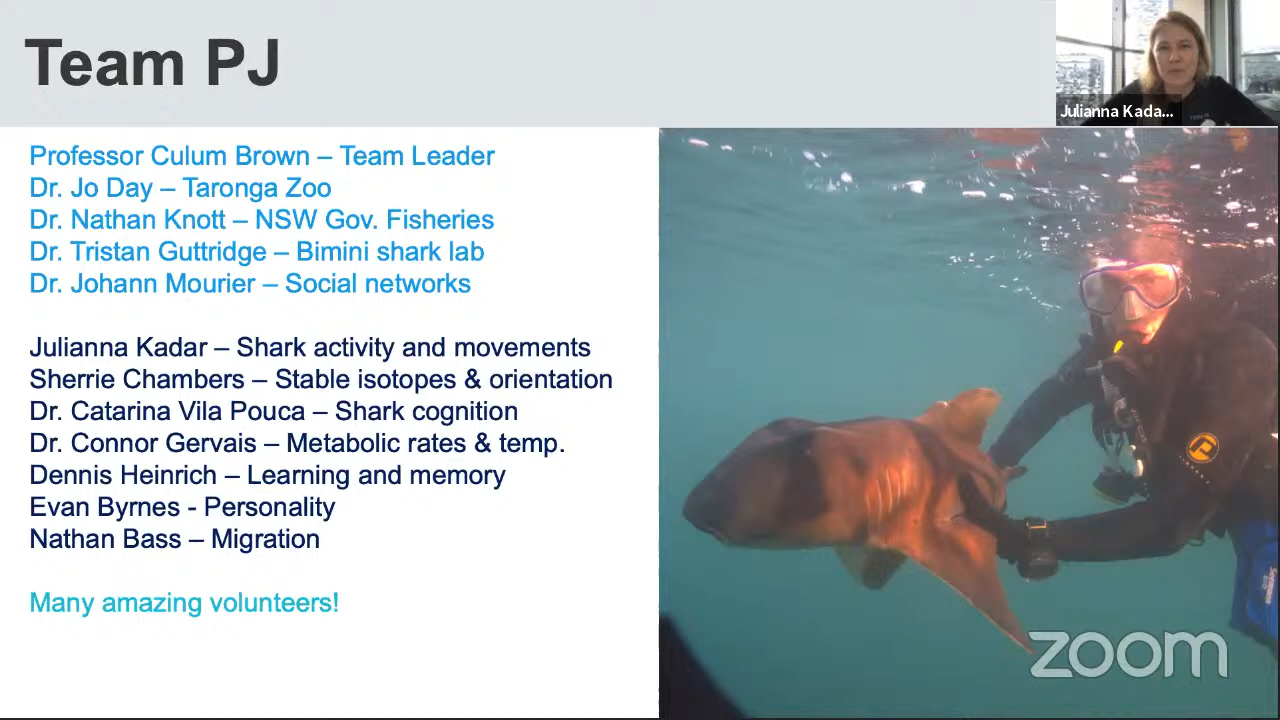 Team PJ
Julianna Kada...
Professor Culum Brown – Team Leader
Dr. Jo Day – Taronga Zoo
Dr. Nathan Knott – NSW Gov. Fisheries
Dr. Tristan Guttridge – Bimini shark lab
Dr. Johann Mourier – Social networks
Julianna Kadar – Shark activity and movements
Sherrie Chambers – Stable isotopes & orientation
Dr. Catarina Vila Pouca – Shark cognition
Dr. Connor Gervais – Metabolic rates & temp.
Dennis Heinrich – Learning and memory
Evan Byrnes - Personality
Nathan Bass – Migration
Many amazing volunteers!
zoom